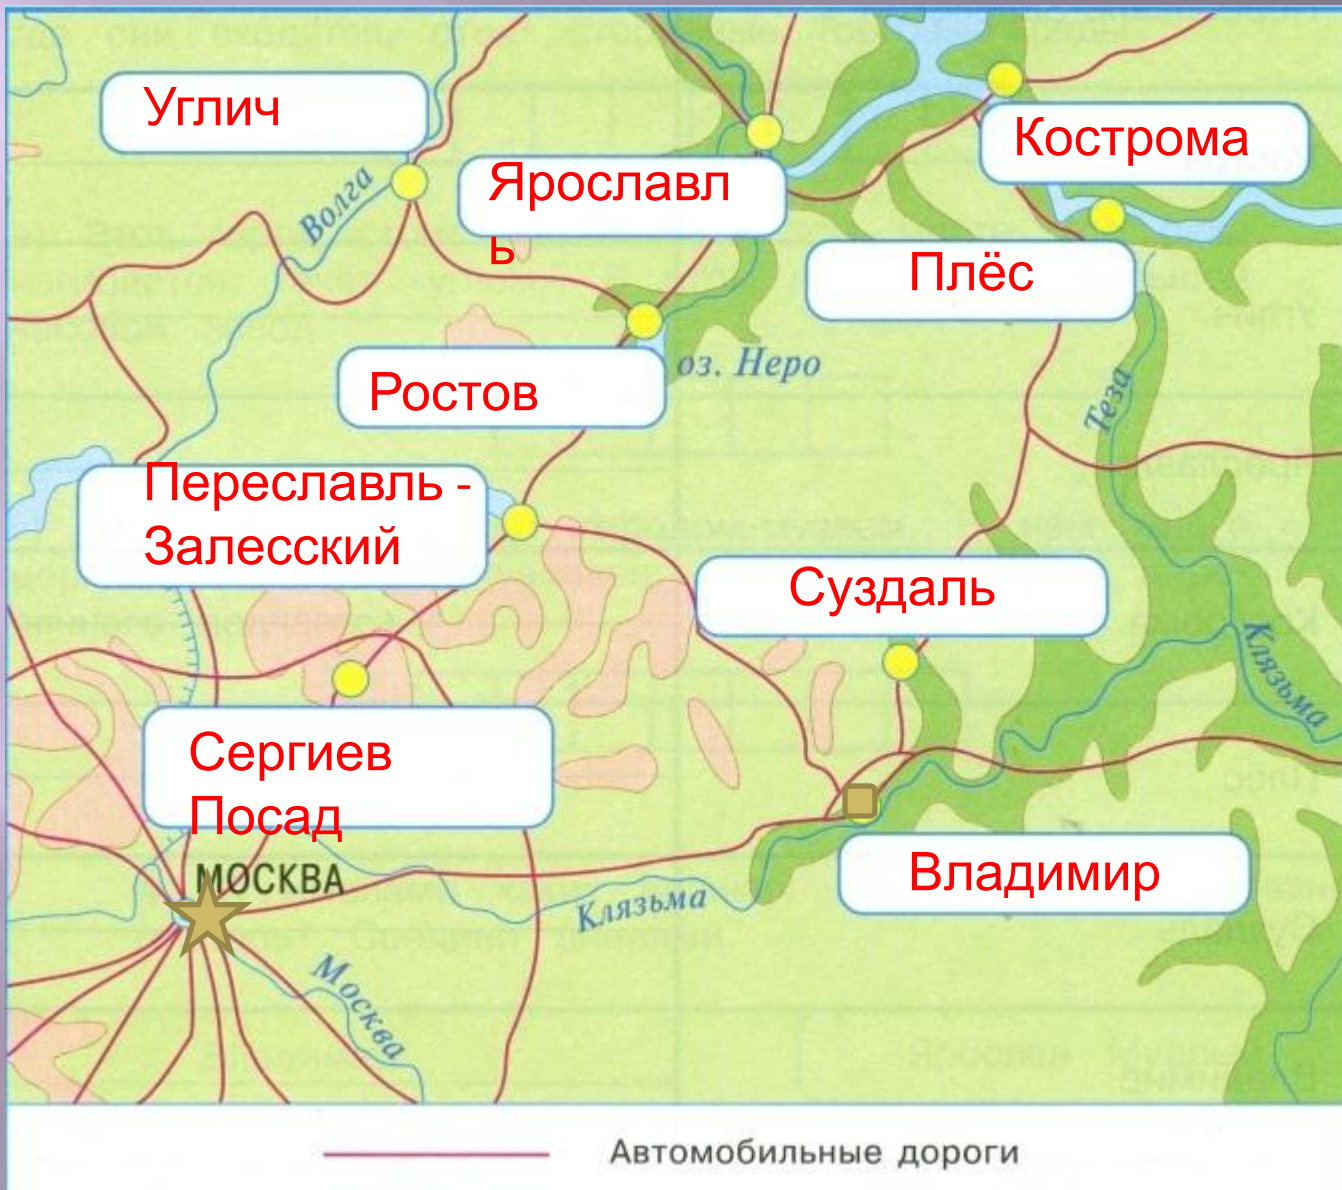 Углич
Кострома
Ярославл
ь
Волга
Плёс
оз. Неро
Ростов
Теза
Переславль -
Залесский
Суздаль
Клязьма
Сергиев
Посад
МОСКВА
Владимир
Клязьма
Москва
Автомобильные дороги